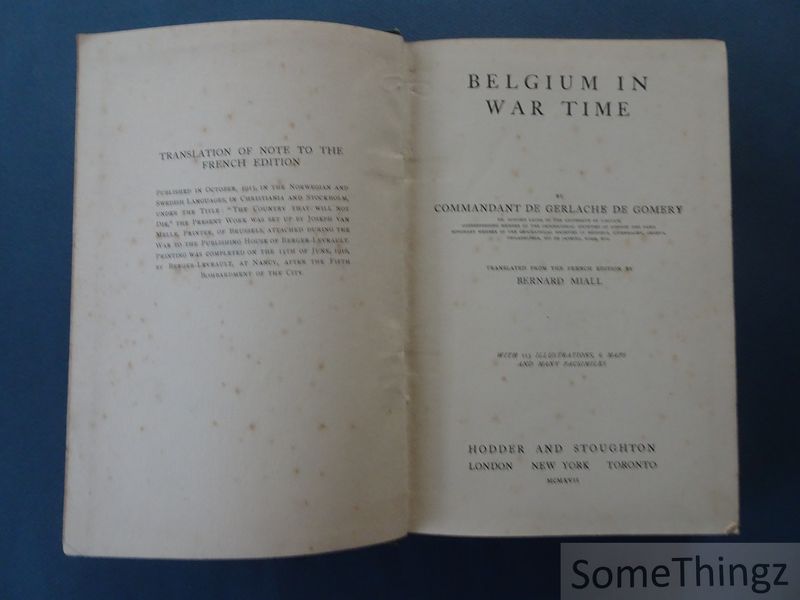 TRANSLATION OF NOTE TO THE
FRENCH EDITION
PUBLISHED IN OCTOBER, 1915, IN THE NORWEGIAN AND
SWEDISH LANGUAGES, IN CHRISTIANIA AND STOCKHOLM,
UNDER THE TITLE: "THE COUNTRY THAT WILL NOT
DIE," THE PRESENT WORK WAS SET UP BY JOSEPH VAN
MELLE, PRINTER, OF BRUSSELS, ATTACHED DURING THE
WAR TO THE PUBLISHING HOUSE OF BERGER-LEVRAULT.
PRINTING WAS COMPLETED ON THE 15TH OF JUNE, 1916,
BY BERGER-LEVRAULT, AT NANCY, AFTER THE FIFTH
BOMBARDMENT OF THE CITY.
BELGIUM IN
WAR TIME
BY
COMMANDANT DE GERLACHE DE GOMERY
TRANSLATED FROM THE FRENCH EDITION BY
BERNARD MIALL
WITH 113 ILLUSTRATIONS, 6 MAPS
AND MANY FACSIMILES
HODDER AND STOUGHTON
LONDON NEW YORK TORONTO
MCMXVII
SomeThingz